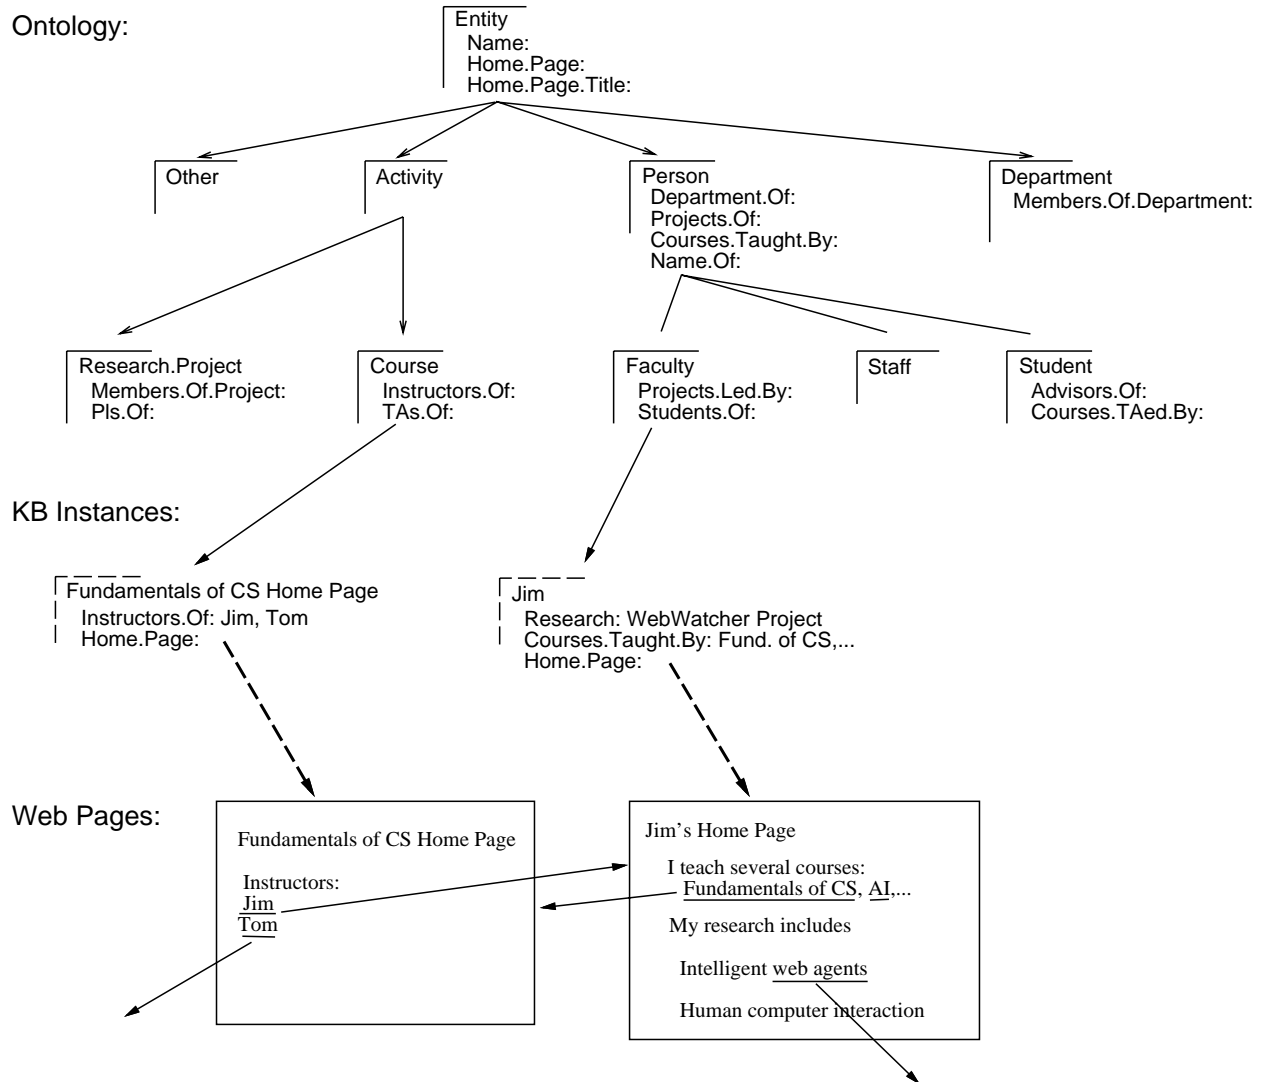 Ontology:
Entity
Name:
Home.Page:
Home.Page.Title:
Other
Activity
Person
Department.Of:
Projects.Of:
Courses.Taught.By:
Name.Of:
Department
Members.Of.Department:
Research.Project
Members.Of.Project:
PIs.Of:
Course
Instructors.Of:
TAs.Of:
Faculty
Projects.Led.By:
Students.Of:
Staff
Student
Advisors.Of:
Courses.TAed.By:
KB Instances:
Fundamentals of CS Home Page
Instructors.Of: Jim, Tom
Home.Page:
Jim
Research: WebWatcher Project
Courses.Taught.By: Fund. of CS,...
Home.Page:
Web Pages:
Fundamentals of CS Home Page
Instructors:
Jim
Tom
Jim's Home Page
I teach several courses:
Fundamentals of CS, AI,...
My research includes
Intelligent web agents
Human computer interaction